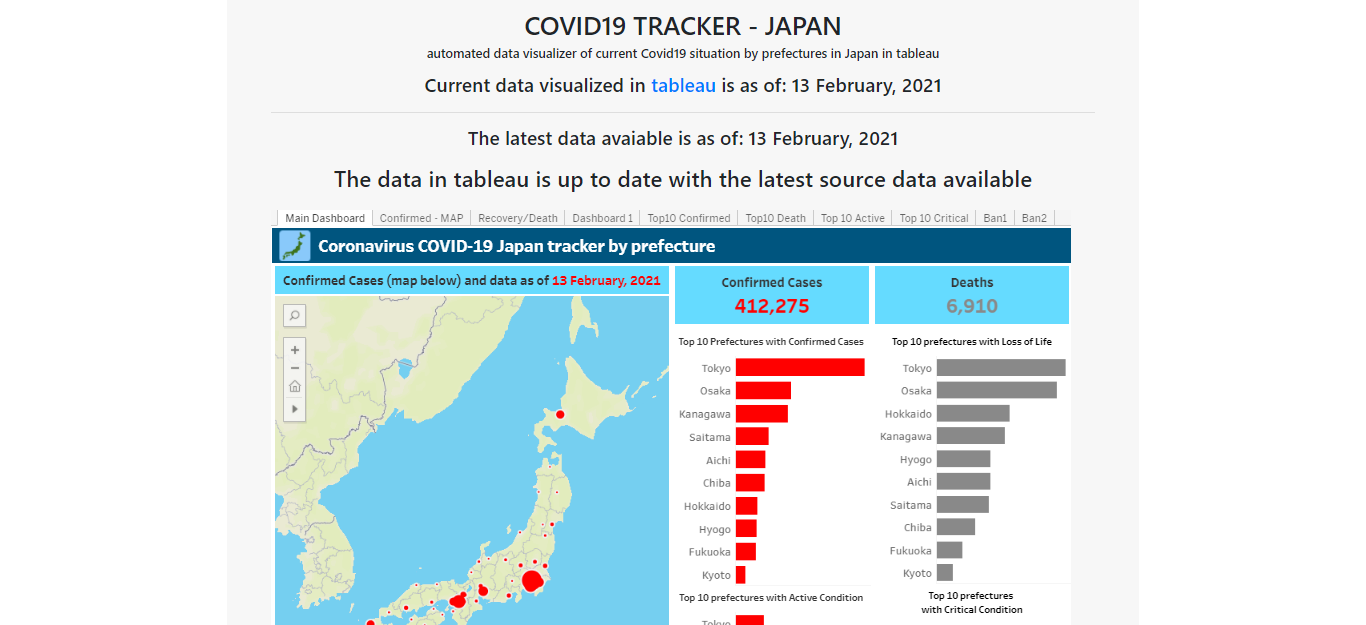 COVID19 TRACKER - JAPAN
automated data visualizer of current Covid19 situation by prefectures in Japan in tableau
Current data visualized in tableau is as of: 13 February, 2021
The latest data avaiable is as of: 13 February, 2021
The data in tableau is up to date with the latest source data available
Main Dashboard Confirmed - MAP Recovery/Death Dashboard 1 Top10 Confirmed Top10 Death Top 10 Active Top 10 Critical Ban1 Ban2
Coronavirus COVID-19 Japan tracker by prefecture
Confirmed Cases (map below) and data as of 13 February, 2021
Confirmed Cases
412,275
Deaths
6,910
Top 10 Prefectures with Confirmed Cases
Tokyo
Osaka
Kanagawa
Saitama
Aichi
Chiba
Hokkaido
Hyogo
Fukuoka
Kyoto
Top 10 prefectures with Loss of Life
Tokyo
Osaka
Hokkaido
Kanagawa
Hyogo
Aichi
Saitama
Chiba
Fukuoka
Kyoto
Top 10 prefectures with Active Condition
Tokyo
Top 10 prefectures
with Critical Condition